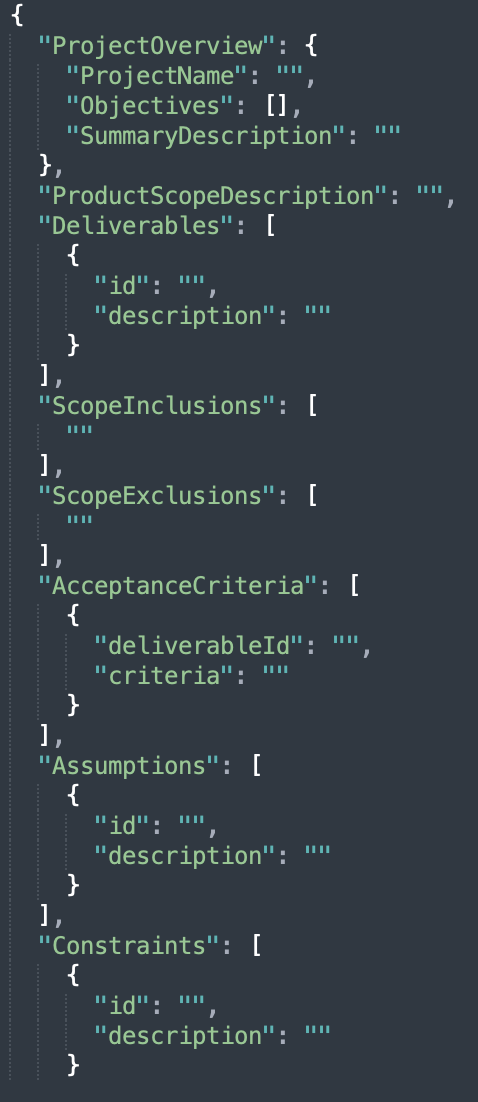 {
  "ProjectOverview": {
    "ProjectName": "",
    "Objectives": [],
    "SummaryDescription": ""
  },
  "ProductScopeDescription": "",
  "Deliverables": [
    {
      "id": "",
      "description": ""
    }
  ],
  "ScopeInclusions": [
    ""
  ],
  "ScopeExclusions": [
    ""
  ],
  "AcceptanceCriteria": [
    {
      "deliverableId": "",
      "criteria": ""
    }
  ],
  "Assumptions": [
    {
      "id": "",
      "description": ""
    }
  ],
  "Constraints": [
    {
      "id": "",
      "description": ""
    }